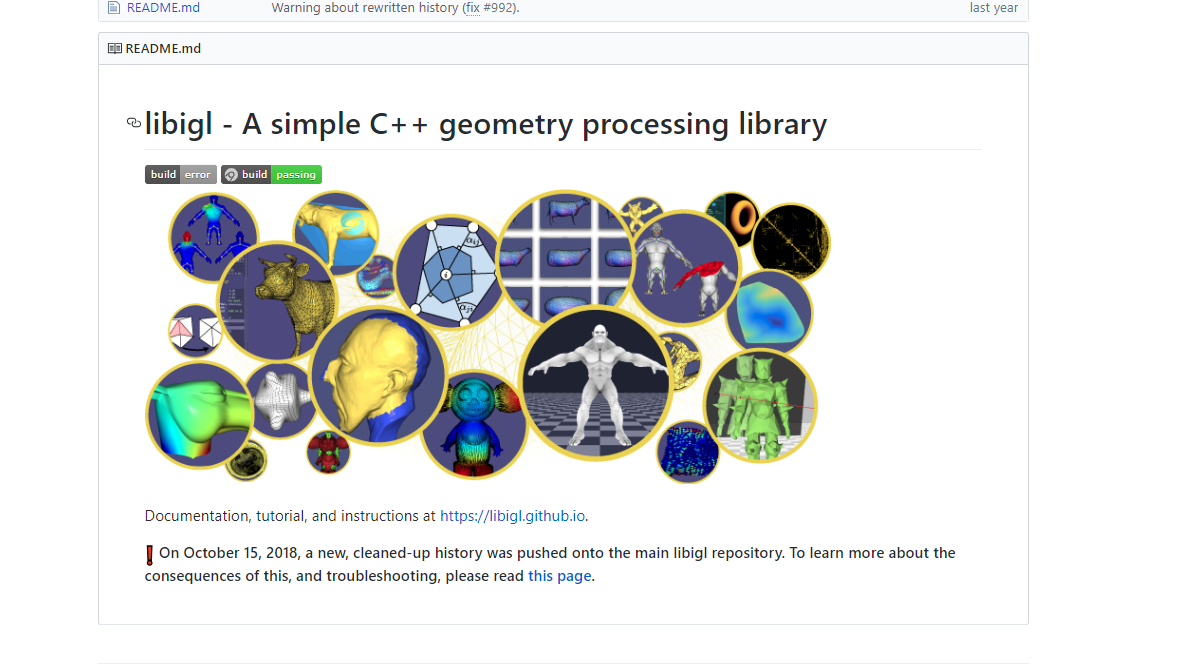 README.md Warning about rewritten history (fix #992). last year
README.md
libigl - A simple C++ geometry processing library
build error build passing
αij
i
αji
Documentation, tutorial, and instructions at https://libigl.github.io.
❗ On October 15, 2018, a new, cleaned-up history was pushed onto the main libigl repository. To learn more about the
consequences of this, and troubleshooting, please read this page.